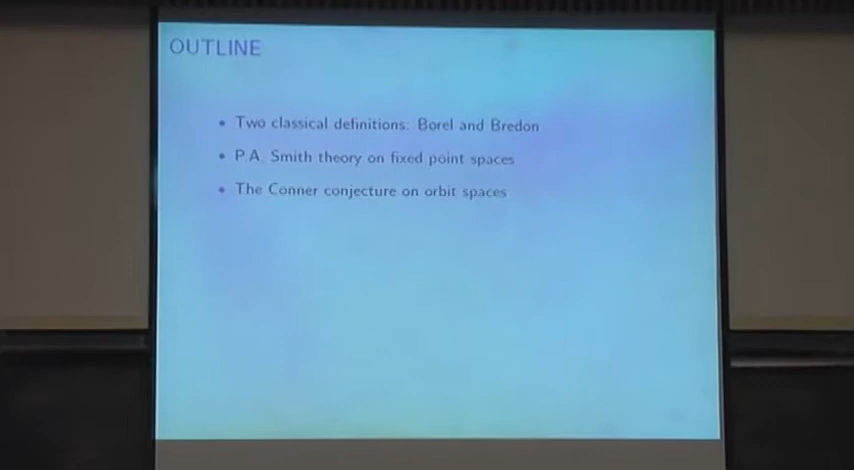 OUTLINE
• Two classical definitions: Borel and Bredon
• P.A. Smith theory on fixed point spaces
• The Conner conjecture on orbit spaces